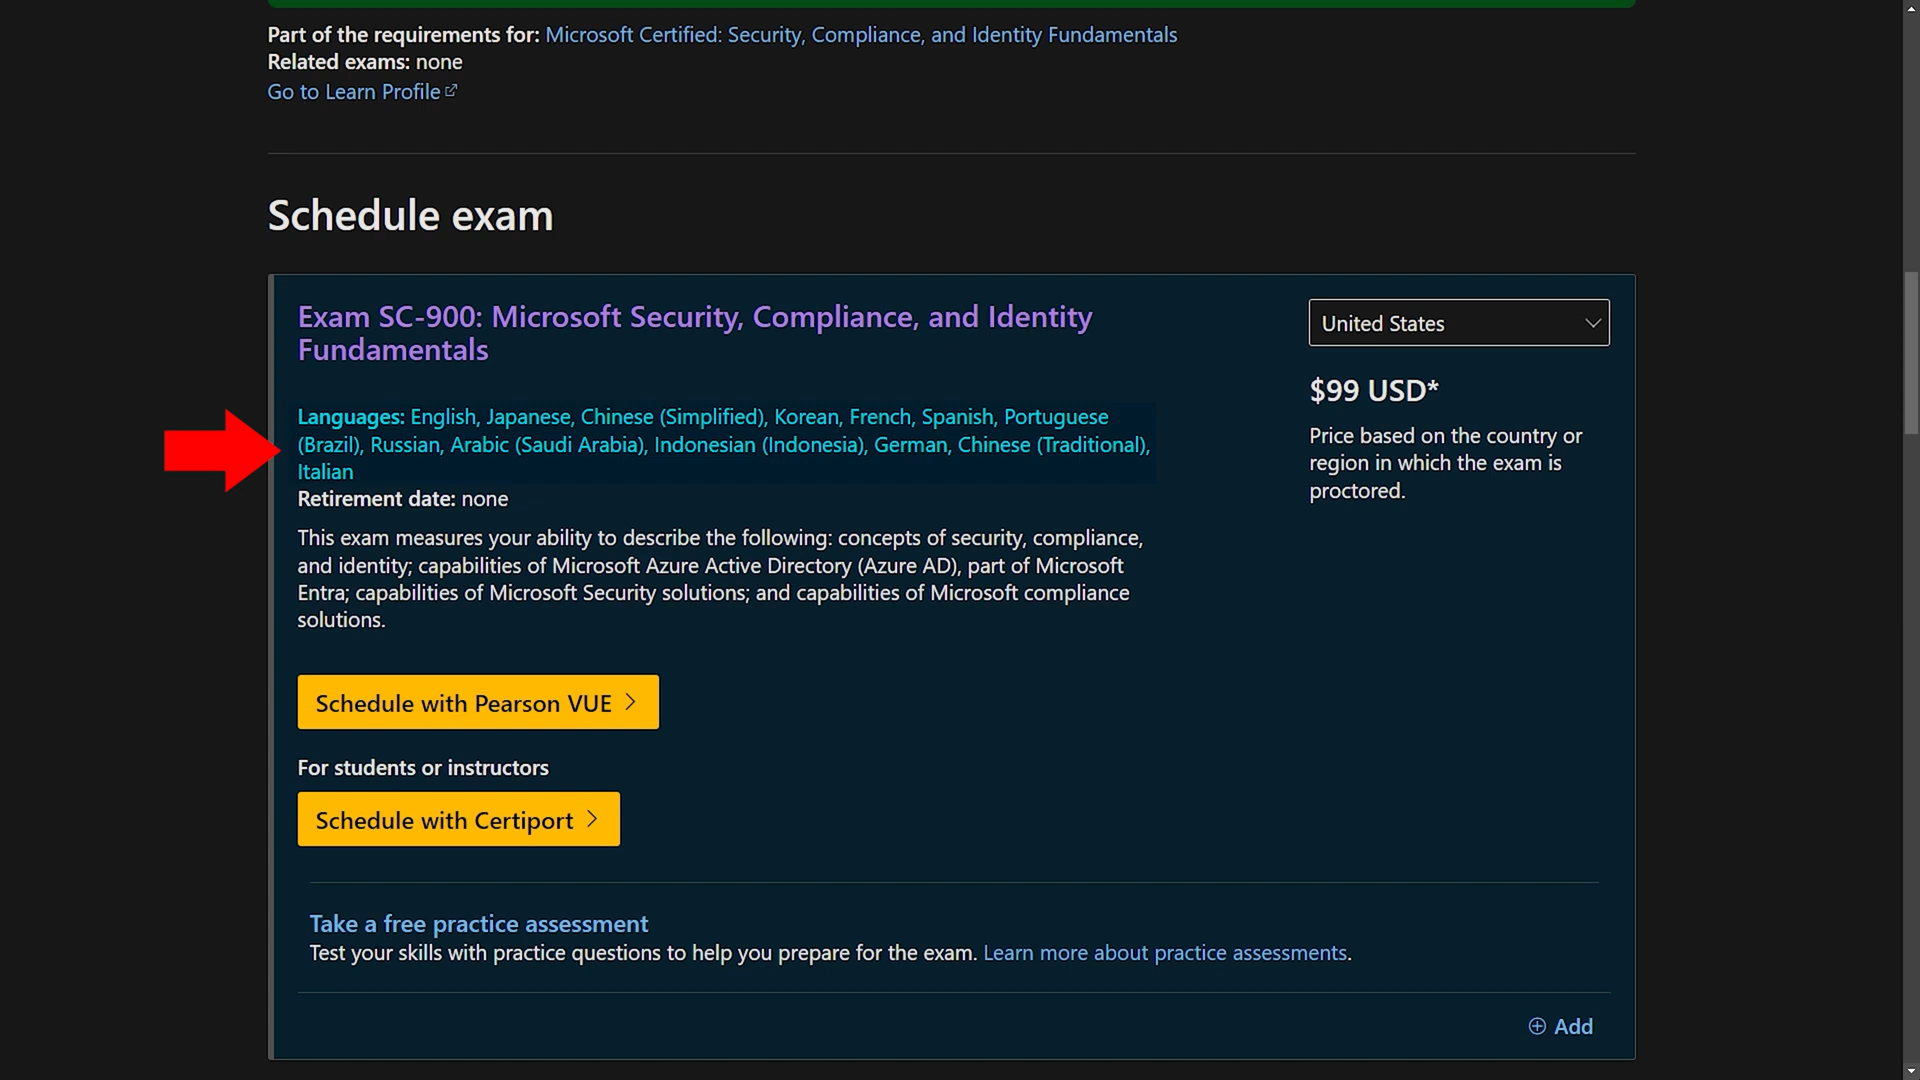 Part of the requirements for: Microsoft Certified: Security, Compliance, and Identity Fundamentals
Related exams: none
Go to Learn Profile
Schedule exam
Exam SC-900: Microsoft Security, Compliance, and Identity
Fundamentals
United States
$99 USD*
Price based on the country or
region in which the exam is
proctored.
Languages: English, Japanese, Chinese (Simplified), Korean, French, Spanish, Portuguese
(Brazil), Russian, Arabic (Saudi Arabia), Indonesian (Indonesia), German, Chinese (Traditional),
Italian
Retirement date: none
This exam measures your ability to describe the following: concepts of security, compliance,
and identity; capabilities of Microsoft Azure Active Directory (Azure AD), part of Microsoft
Entra; capabilities of Microsoft Security solutions; and capabilities of Microsoft compliance
solutions.
Schedule with Pearson VUE
For students or instructors
Schedule with Certiport
Take a free practice assessment
Test your skills with practice questions to help you prepare for the exam. Learn more about practice assessments.
Add